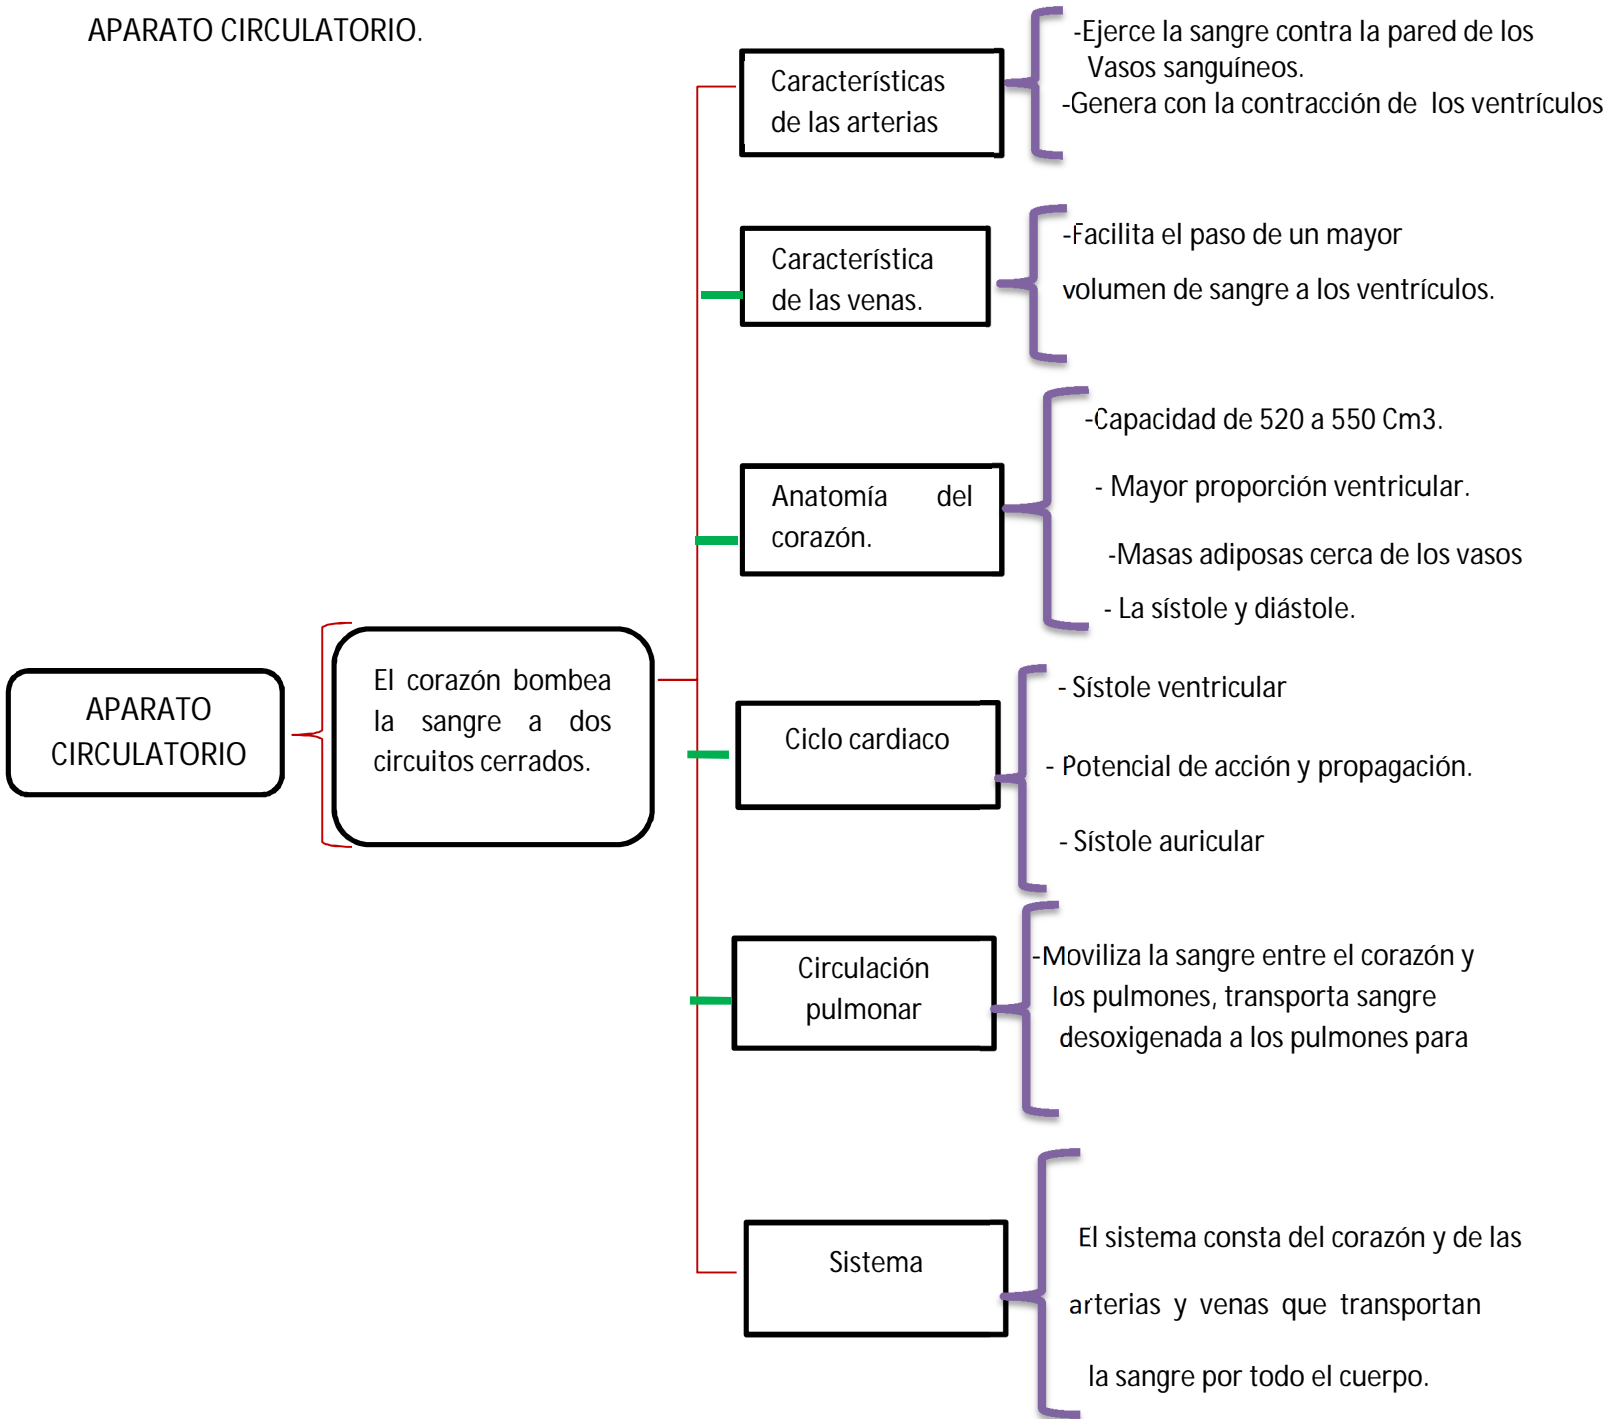 APARATO CIRCULATORIO.
-Ejerce la sangre contra la pared de los
Vasos sanguíneos.
-Genera con la contracción de los ventrículos
Características
de las arterias
-Facilita el paso de un mayor
volumen de sangre a los ventrículos.
Característica
de las venas.
-Capacidad de 520 a 550 Cm3.
- Mayor proporción ventricular.
-Masas adiposas cerca de los vasos
- La sístole y diástole.
Anatomía del
corazón.
APARATO
CIRCULATORIO
El corazón bombea
la sangre a dos
circuitos cerrados.
Ciclo cardiaco
- Sístole ventricular
- Potencial de acción y propagación.
- Sístole auricular
Circulación
pulmonar
-Moviliza la sangre entre el corazón y
los pulmones, transporta sangre
desoxigenada a los pulmones para
Sistema
El sistema consta del corazón y de las
arterias y venas que transportan
la sangre por todo el cuerpo.